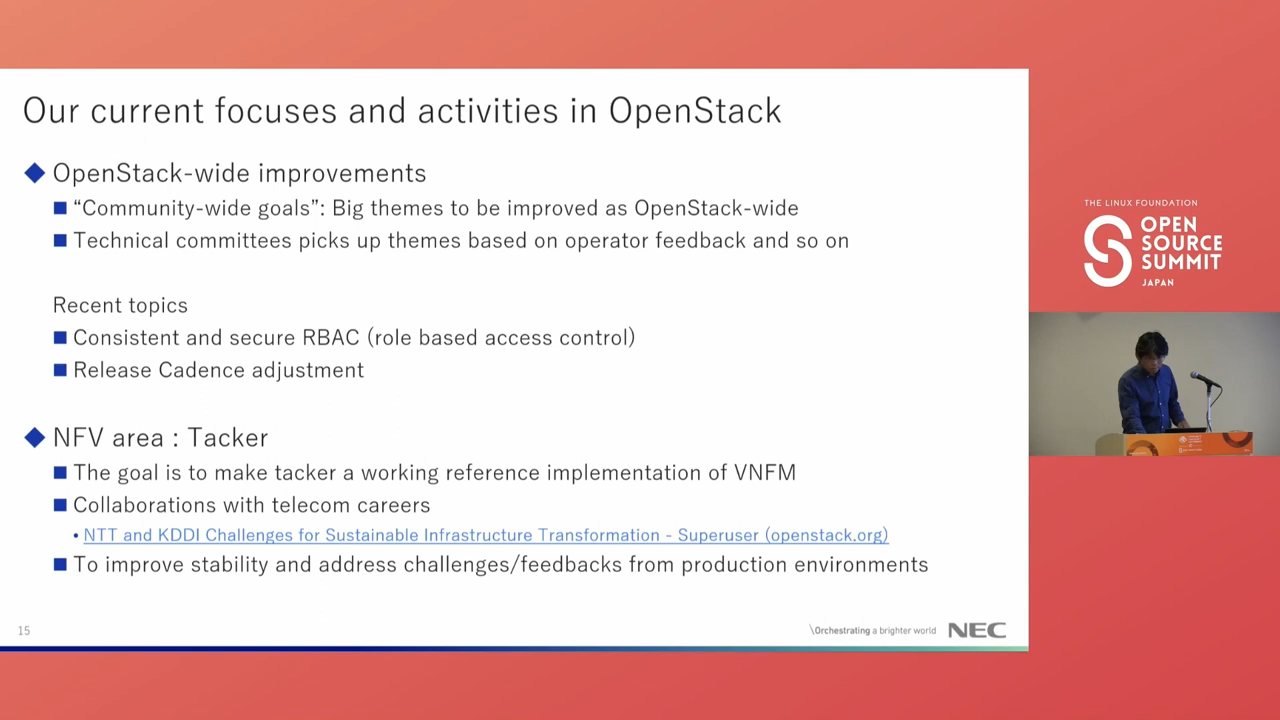 Our current focuses and activities in OpenStack
OpenStack-wide improvements
“Community-wide goals”: Big themes to be improved as OpenStack-wide
Technical committees picks up themes based on operator feedback and so on
Recent topics
Consistent and secure RBAC (role based access control)
Release Cadence adjustment
NFV area : Tacker
The goal is to make tacker a working reference implementation of VNFM
Collaborations with telecom careers
• NTT and KDDI Challenges for Sustainable Infrastructure Transformation - Superuser (openstack.org)
To improve stability and address challenges/feedbacks from production environments
15
\Orchestrating a brighter world
NEC
THE LINUX FOUNDATION
OPEN
SOURCE
SUMMIT
JAPAN